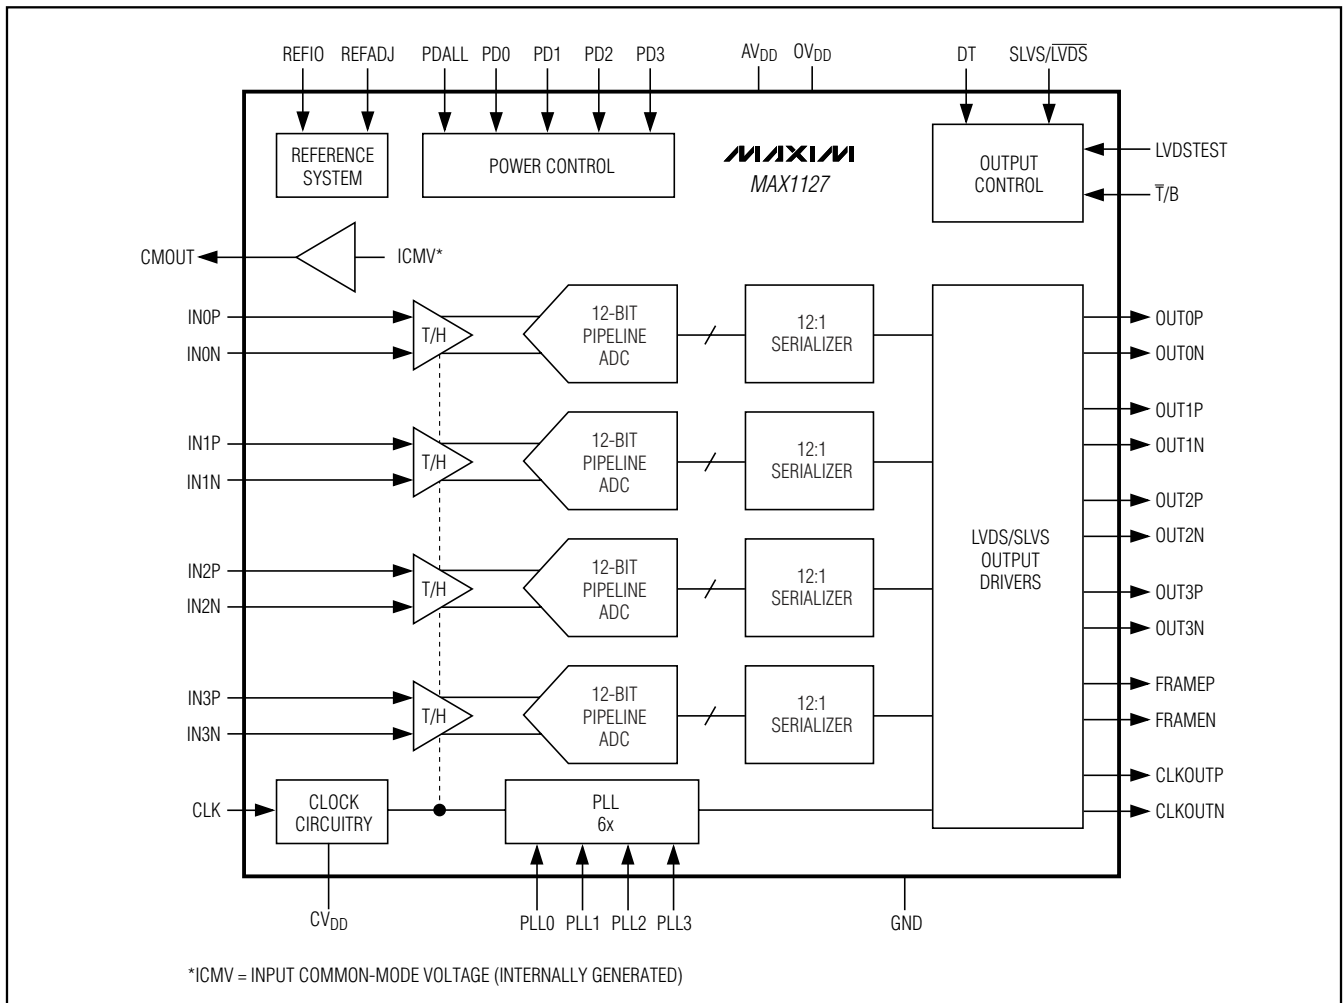 REFIO REFADJ PDALL PD0 PD1 PD2 PD3 AVDD OVDD DT SLVS/L̅V̅D̅S̅
REFERENCE
SYSTEM
POWER CONTROL
MAXIM
MAX1127
OUTPUT
CONTROL
LVDSTEST
T̅/B
CMOUT
ICMV*
IN0P
IN0N
T/H
12-BIT
PIPELINE
ADC
12:1
SERIALIZER
OUT0P
OUT0N
IN1P
IN1N
T/H
12-BIT
PIPELINE
ADC
12:1
SERIALIZER
OUT1P
OUT1N
IN2P
IN2N
T/H
12-BIT
PIPELINE
ADC
12:1
SERIALIZER
LVDS/SLVS
OUTPUT
DRIVERS
OUT2P
OUT2N
OUT3P
OUT3N
IN3P
IN3N
T/H
12-BIT
PIPELINE
ADC
12:1
SERIALIZER
FRAMEP
FRAMEN
CLK
CLOCK
CIRCUITRY
PLL
6x
CLKOUTP
CLKOUTN
CVDD
PLL0 PLL1 PLL2 PLL3
GND
*ICMV = INPUT COMMON-MODE VOLTAGE (INTERNALLY GENERATED)